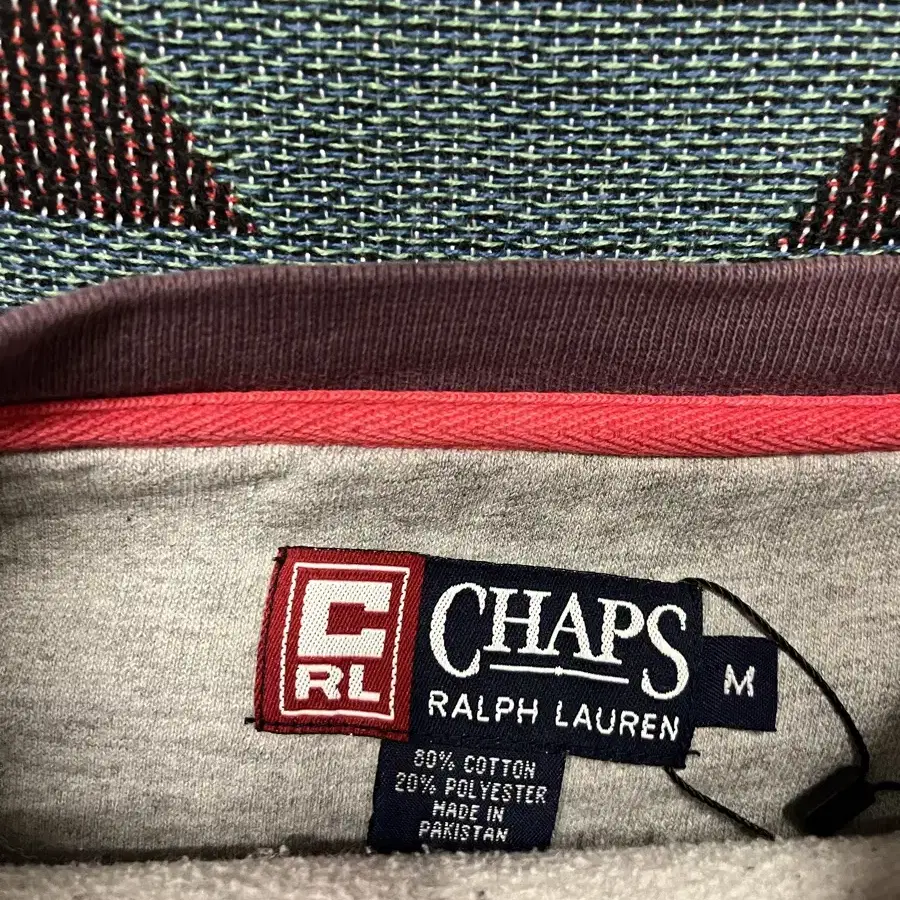 C
RL
CHAPS
RALPH LAUREN
M
80% COTTON
20% POLYESTER
MADE IN
PAKISTAN